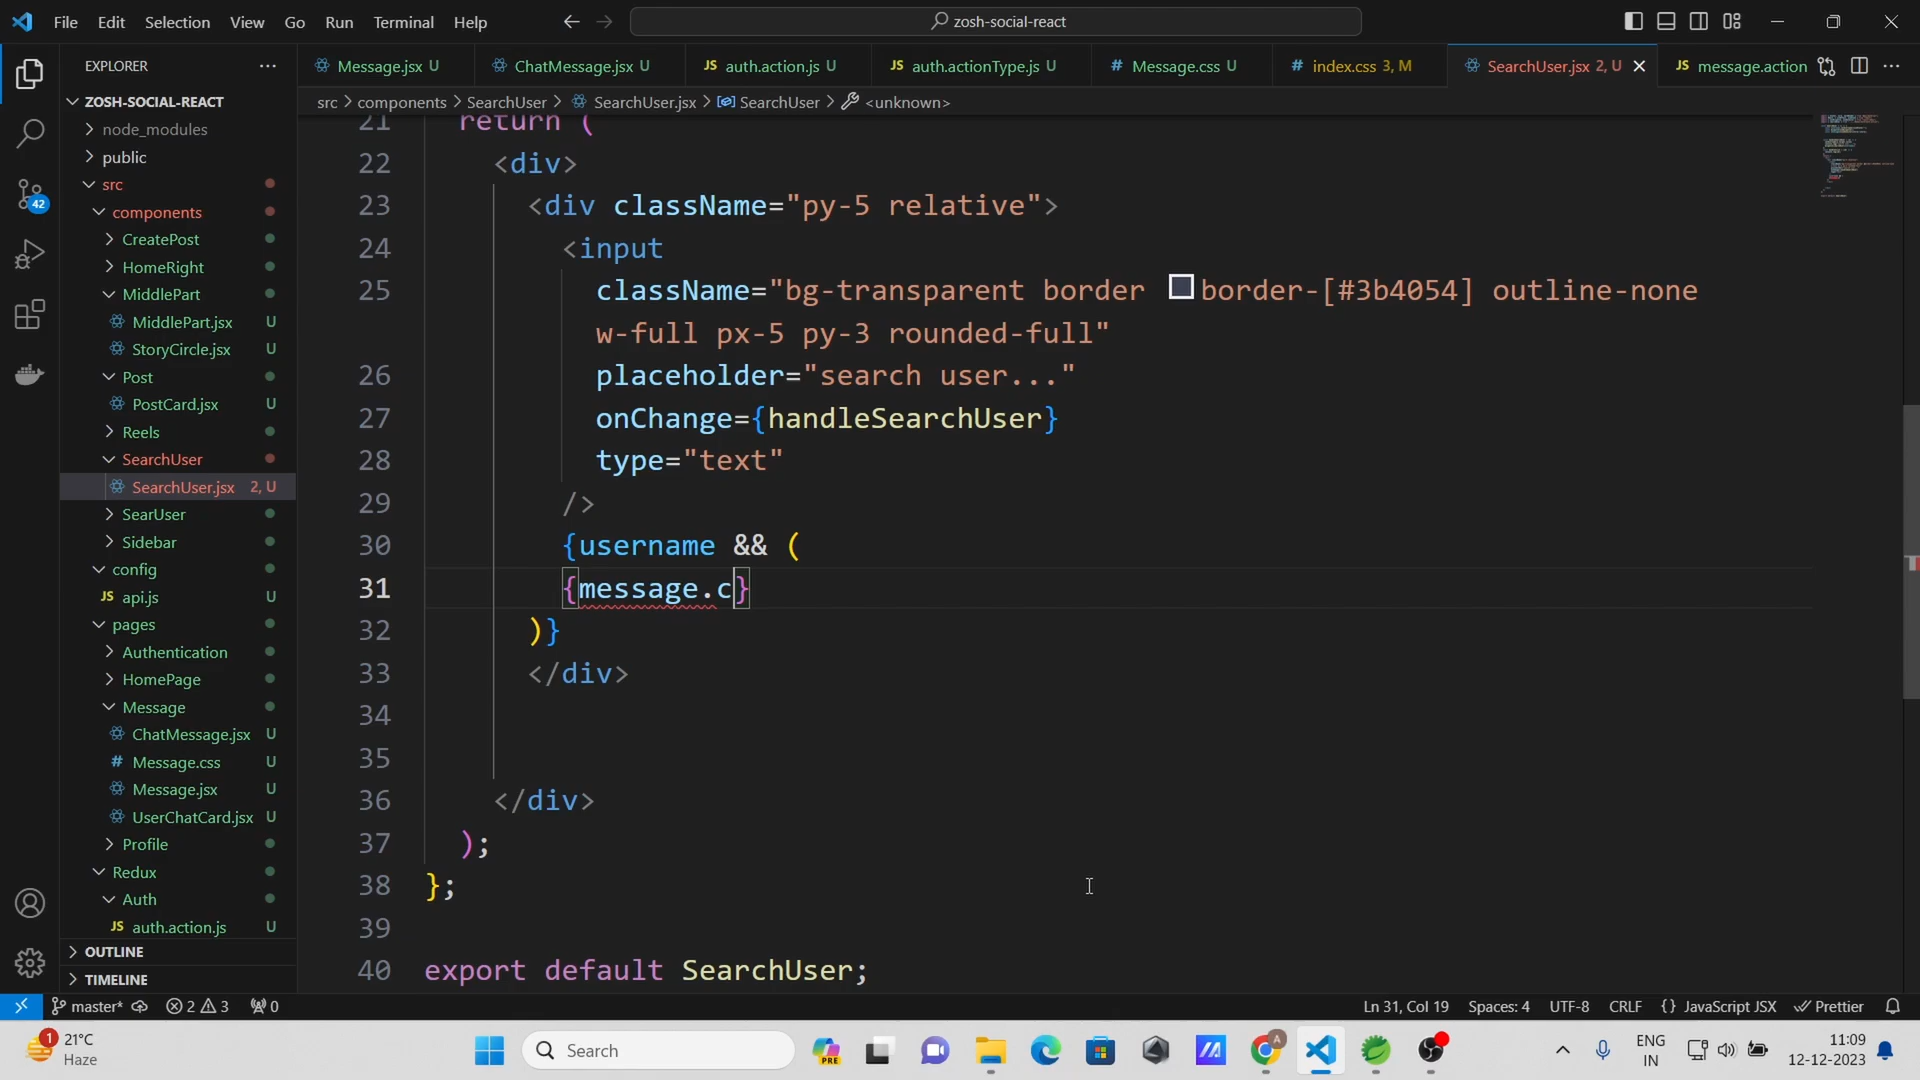 File Edit Selection View Go Run Terminal Help
zosh-social-react
EXPLORER
Message.jsx U
ChatMessage.jsx U
JS auth.action.js U
JS auth.actionType.js U
# Message.css U
# index.css 3, M
SearchUser.jsx 2, U
JS message.action
src > components > SearchUser > SearchUser.jsx > SearchUser > <unknown>
ZOSH-SOCIAL-REACT
node_modules
public
src
components
CreatePost
HomeRight
MiddlePart
MiddlePart.jsx U
StoryCircle.jsx U
Post
PostCard.jsx U
Reels
SearchUser
SearchUser.jsx 2, U
SearUser
Sidebar
config
JS api.js U
pages
Authentication
HomePage
Message
ChatMessage.jsx U
# Message.css U
Message.jsx U
UserChatCard.jsx U
Profile
Redux
Auth
JS auth.action.js U
OUTLINE
TIMELINE
42
21 return (
22 <div>
23 <div className="py-5 relative">
24 <input
25 className="bg-transparent border border-[#3b4054] outline-none
w-full px-5 py-3 rounded-full"
26 placeholder="search user..."
27 onChange={handleSearchUser}
28 type="text"
29 />
30 {username && (
31 {message.c}
32 )}
33 </div>
34
35
36 </div>
37 );
38 };
39
40 export default SearchUser;
master* 2 3 0
Ln 31, Col 19 Spaces: 4 UTF-8 CRLF {} JavaScript JSX Prettier
1
21°C
Haze
Search
PRE
A
ENG
IN
11:09
12-12-2023